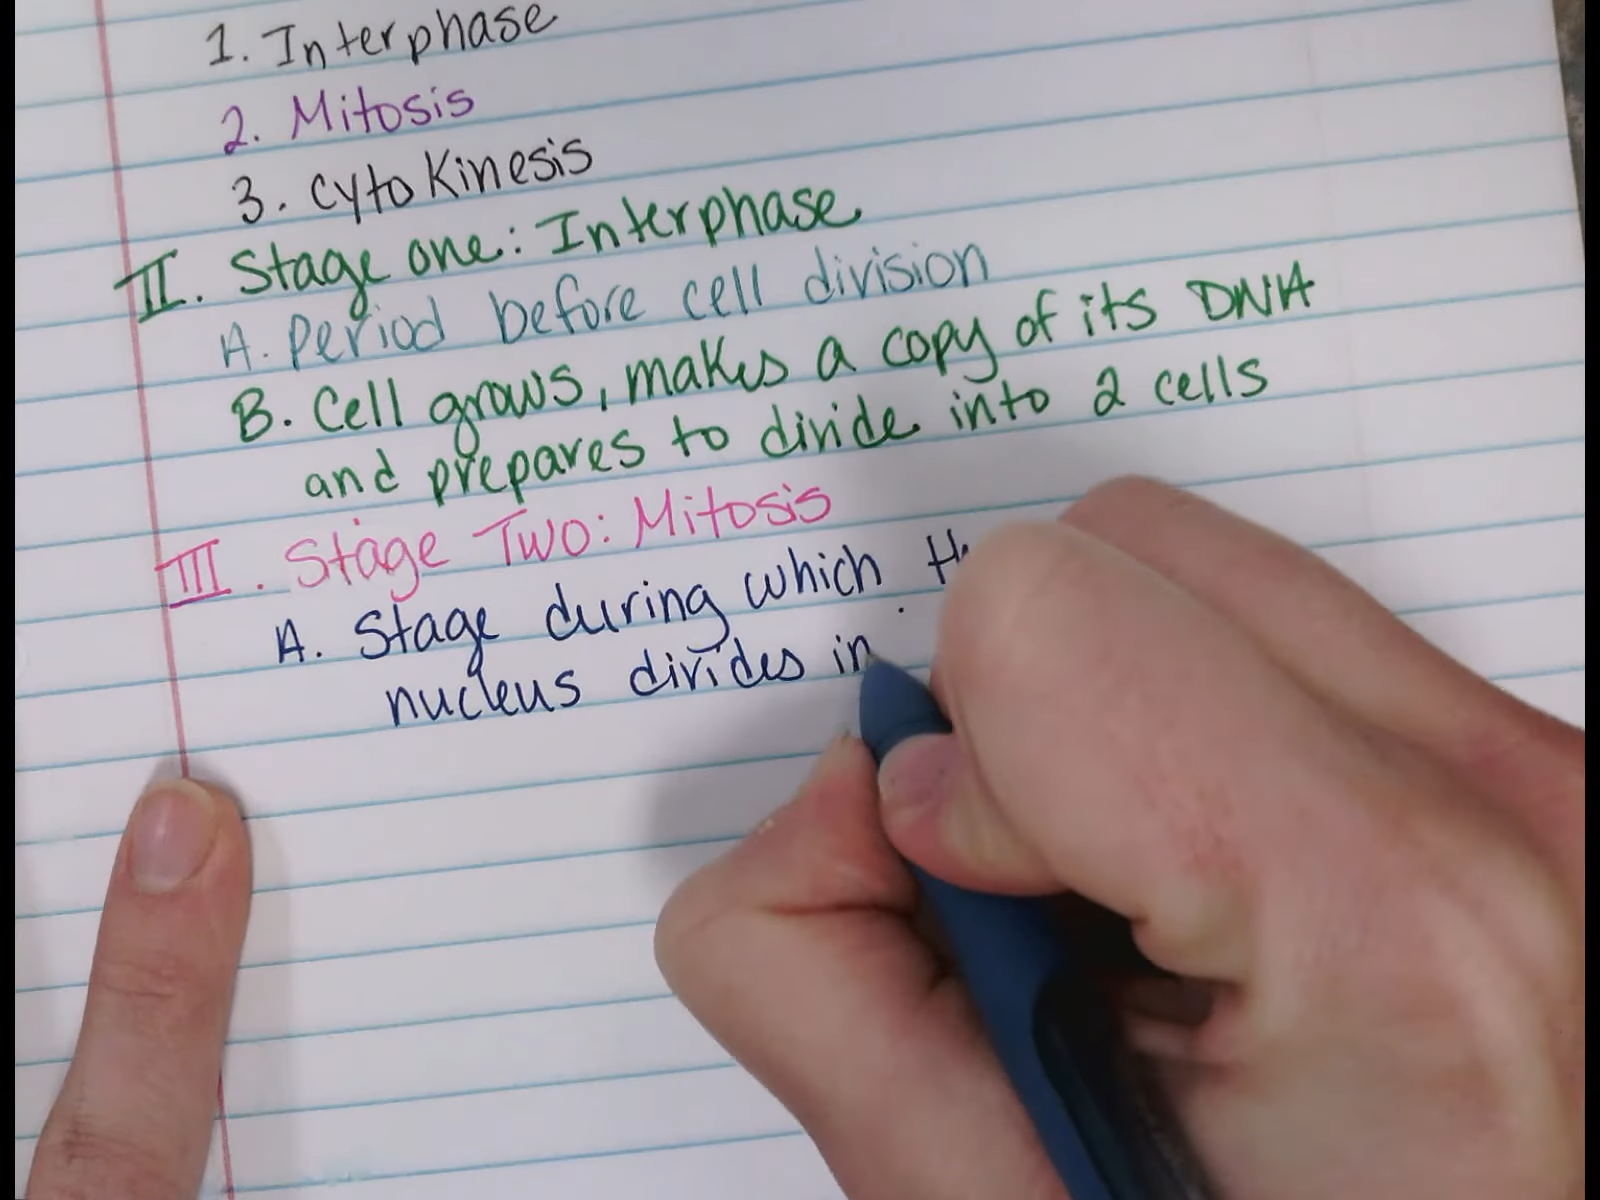 1. Interphase
2. Mitosis
3. Cytokinesis
II. Stage one: Interphase
A. Period before cell division
B. Cell grows, makes a copy of its DNA
and prepares to divide into 2 cells
III. Stage Two: Mitosis
A. Stage during which
nucleus divides in